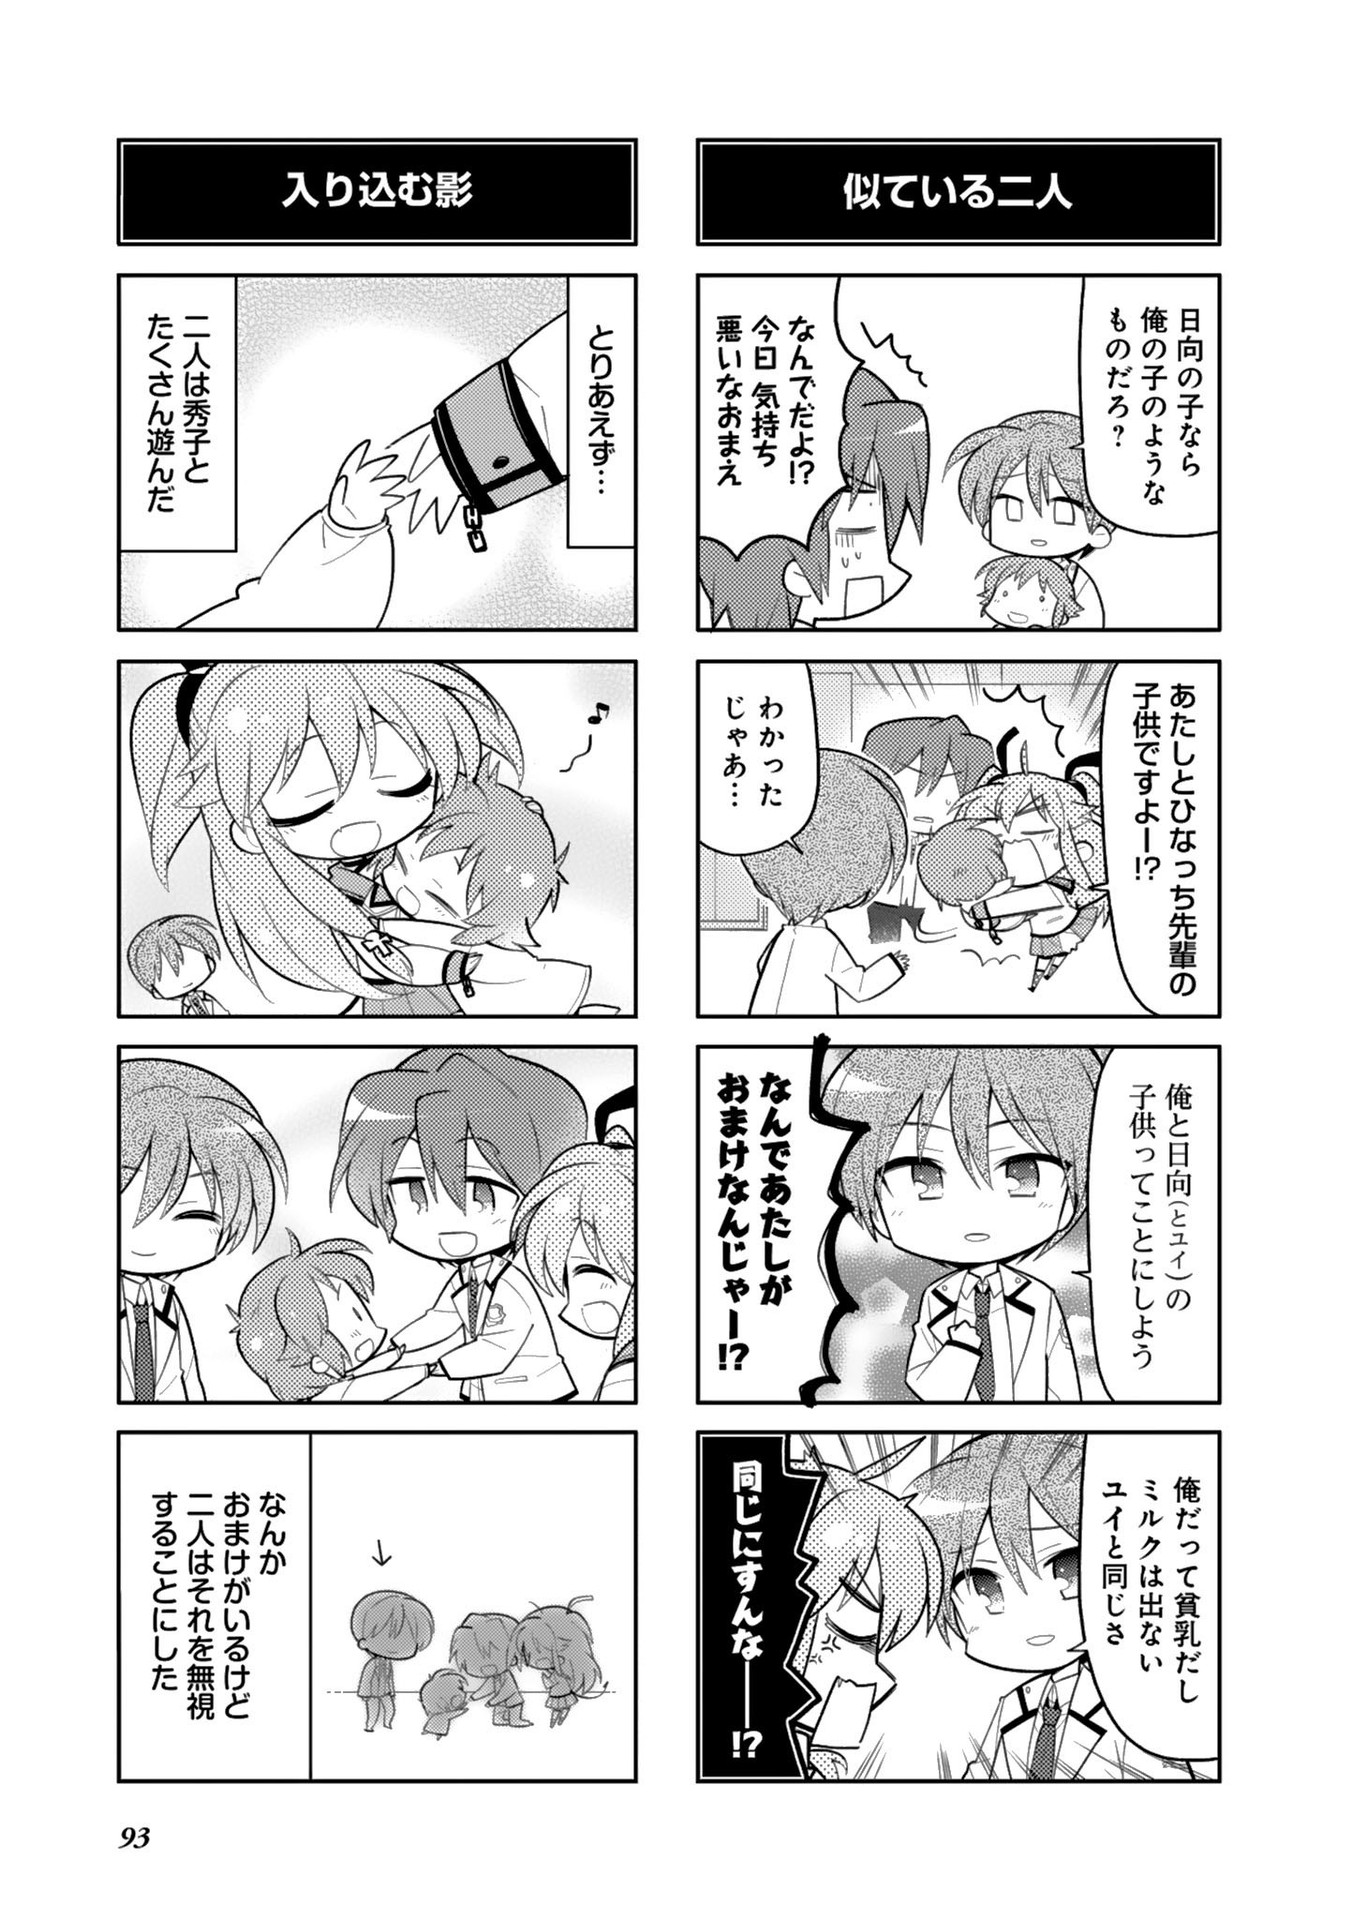 似ている二人
日向の子なら
俺の子のような
ものだろ?
なんでだよ!?
今日 気持ち
悪いなおまえ
あたしとひなっち先輩の
子供ですよー!?
わかった
じゃあ…
俺と日向(とユイ)の
子供ってことにしよう
なんであたしが
おまけなんじゃー!?
俺だって貧乳だし
ミルクは出ない
ユイと同じさ
同じにすんなーーー!?
入り込む影
とりあえず…
二人は秀子と
たくさん遊んだ
なんか
おまけがいるけど
二人はそれを無視
することにした
93